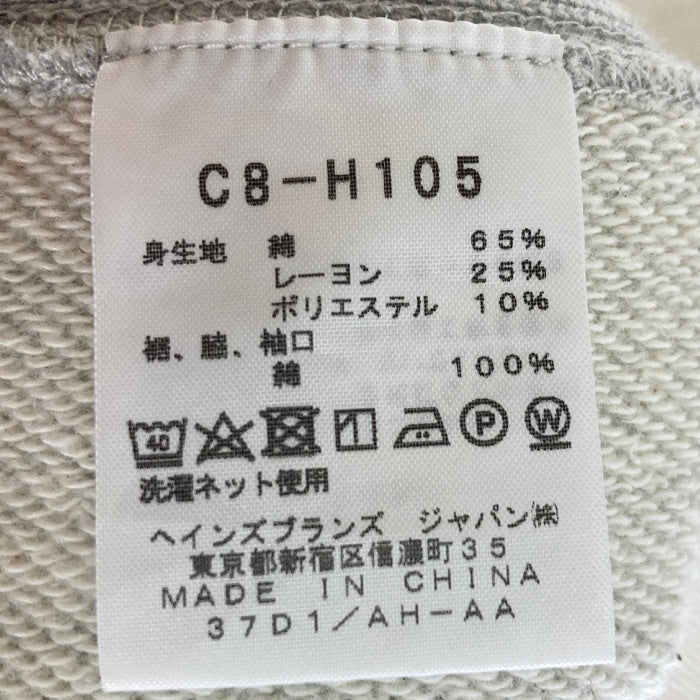 C8-H105
身生地 綿 65%
レーヨン 25%
ポリエステル 10%
裾、脇、袖口
綿 100%
40 P W
洗濯ネット使用
ヘインズブランズ ジャパン㈱
東京都新宿区信濃町35
MADE IN CHINA
37D1/AH-AA